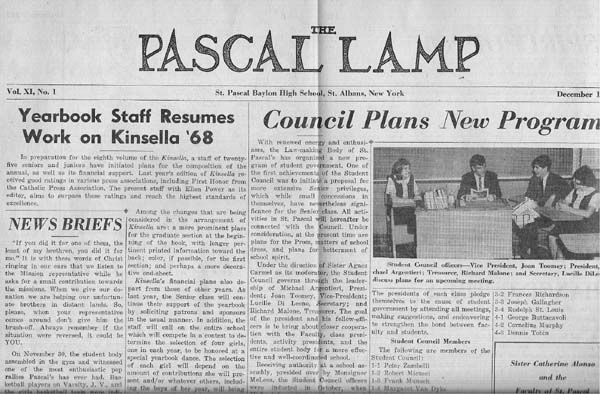 THE
PASCAL LAMP
Vol. XI, No. 1
St. Pascal Baylon High School, St. Albans, New York
December 1
Yearbook Staff Resumes
Work on Kinsella '68
In preparation for the eighth volume of the Kinsella, a staff of twenty-
five seniors and juniors have initiated plans for the composition of the
annual, as well as its financial support. Last year's edition of Kinsella re-
ceived good ratings in various press associations, including First Honor from
the Catholic Press Association. The present staff with Ellen Power as its
editor, aims to surpass these ratings and reach the highest standards of
excellence.
NEWS BRIEFS
"If you did it for one of them, the
least of my brethren, you did it for
me." It is with these words of Christ
ringing in our ears that we listen to
the Mission representative while he
asks for a small contribution towards
the missions. When we give our do-
nation we are helping our unfortun-
ate brothers in distant lands. So,
please, when your representative
comes around don't give him the
brush-off. Always remember if the
situation were reversed, it could be
YOU.
On November 30, the student body
assembled in the gym and witnessed
one of the most enthusiastic pep
rallies Pascal's has ever had. Bas-
ketball players on Varsity, J. V., and
Among the changes that are being
considered in the arrangement of
Kinsella are: a more prominent plans
for the graduate section at the begin-
ning of the book, with longer per-
tinent printed information toward the
back; color, if possible, for the first
section; and perhaps a more decora-
tive endsheet.
Kinsella's financial plans also de-
part from those of other years. As
last year, the Senior class will con-
tinue their support of the yearbook
by soliciting patrons and sponsors
in the usual manner. In addition, the
staff will call on the entire school
which will compete in a contest to de-
termine the selection of four girls,
one in each year, to be honored at a
special yearbook dance. The selection
of each girl will depend on the
amount of contributions she will pre-
sent and/or whatever others, includ-
ing the boys of her year, will bring
Council Plans New Program
With renewed energy and enthusi-
asm, the Law-making Body of St.
Pascal's has organized a new pro-
gram of student government. One of
the first achievements of the Student
Council was to initiate a proposal for
more extensive Senior privileges,
which while small concessions in
themselves, have nevertheless signi-
ficance for the Senior class. All acti-
vities in St. Pascal will hereafter be
connected with the Council. Under
consideration, at the present time are
plans for the Prom, matters of school
dress, and plans for betterment of
school spirit.
Under the direction of Sister Agnes
Carmel as its moderator, the Student
Council governs through the leader-
ship of Michael Argentieri, Presi-
dent; Joan Toomey, Vice-President;
Lucille Di Leone, Secretary; and
Richard Malone, Treasurer. The goal
of the president and his fellow-offi-
cers is to bring about closer coopera-
tion with the Faculty, class presi-
dents, activity presidents, and the
entire student body for a more effec-
tive and well-coordinated school.
Receiving authority at a school as-
sembly, presided over by Monsignor
McLees, the Student Council officers
were inducted in October, when
Student Council officers—Vice President, Joan Toomey; President,
chael Argentieri; Treasurer, Richard Malone; and Secretary, Lucille DiLe
discuss plans for an upcoming meeting.
The presidents of each class pledge
themselves to the cause of student
government by attending all meetings,
making suggestions, and endeavoring
to strengthen the bond between fac-
ulty and students.
Student Council Members
The following are members of the
Student Council:
1-1 Peter Zambelli
1-2 Robert Micucci
1-3 Frank Munsch
1-4 Margaret Van Dyke
3-2 Frances Richardson
3-3 Joseph Gallagher
3-4 Rudolph St. Louis
4-1 George Buttacavoli
4-2 Cornelius Murphy
4-4 Dennis Tobin
Sister Catherine Alonzo
and the
Faculty of St. Pascal